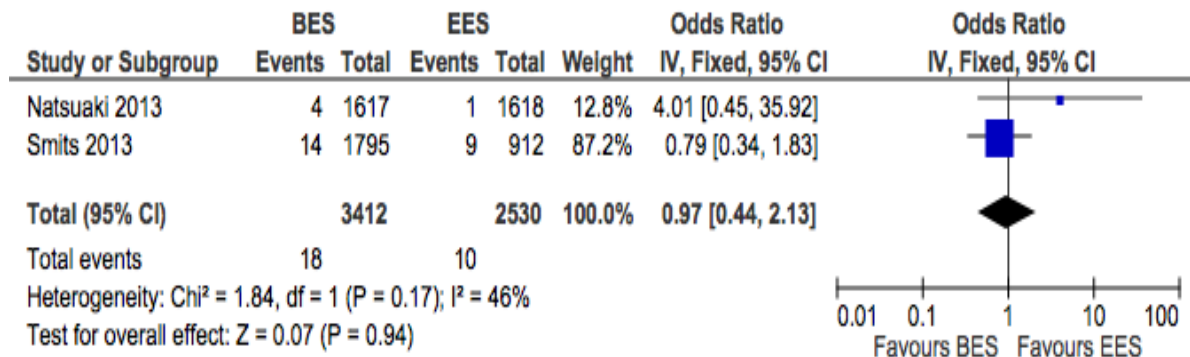 BES EES Odds Ratio Odds Ratio
Study or Subgroup Events Total Events Total Weight IV, Fixed, 95% CI IV, Fixed, 95% CI
Natsuaki 2013 4 1617 1 1618 12.8% 4.01 [0.45, 35.92]
Smits 2013 14 1795 9 912 87.2% 0.79 [0.34, 1.83]
Total (95% CI) 3412 2530 100.0% 0.97 [0.44, 2.13]
Total events 18 10
Heterogeneity: Chi² = 1.84, df = 1 (P = 0.17); I² = 46%
Test for overall effect: Z = 0.07 (P = 0.94)
0.01 0.1 1 10 100
Favours BES Favours EES